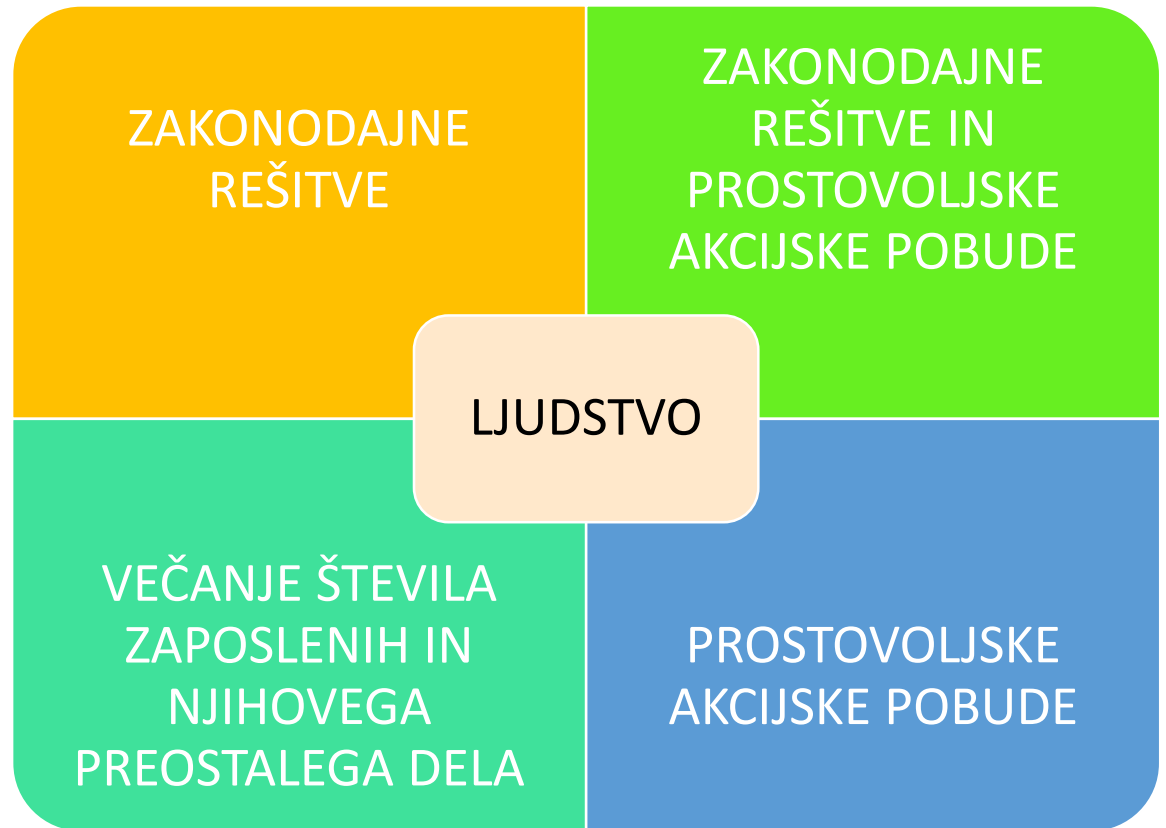 ZAKONODAJNE
REŠITVE
ZAKONODAJNE
REŠITVE IN
PROSTOVOLJSKE
AKCIJSKE POBUDE
LJUDSTVO
VEČANJE ŠTEVILA
ZAPOSLENIH IN
NJIHOVEGA
PREOSTALEGA DELA
PROSTOVOLJSKE
AKCIJSKE POBUDE